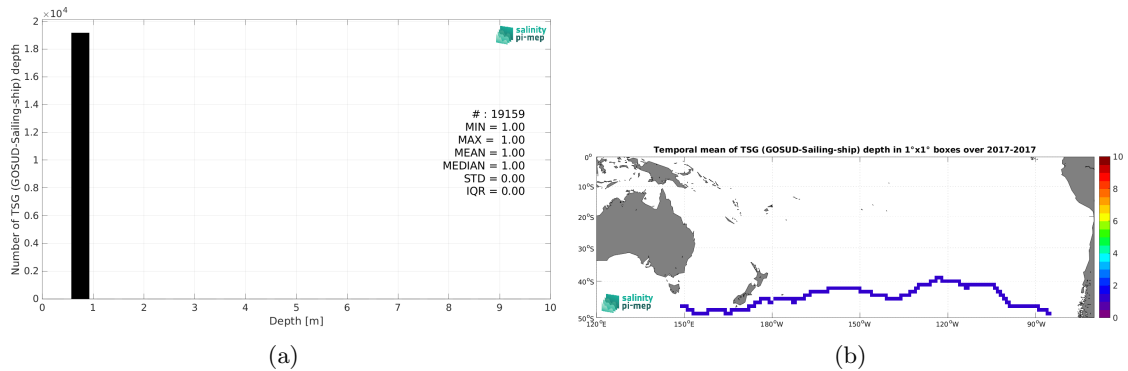 ×10⁴
2
1.8
1.6
1.4
1.2
1
0.8
0.6
0.4
0.2
0
Number of TSG (GOSUD-Sailing-ship) depth
salinity
pi-mep
# : 19159
MIN = 1.00
MAX = 1.00
MEAN = 1.00
MEDIAN = 1.00
STD = 0.00
IQR = 0.00
0 1 2 3 4 5 6 7 8 9 10
Depth [m]
(a)
Temporal mean of TSG (GOSUD-Sailing-ship) depth in 1°x1° boxes over 2017-2017
0°
10°S
20°S
30°S
40°S
50°S
salinity
pi-mep
120°E 150°E 180°W 150°W 120°W 90°W
10
8
6
4
2
0
(b)